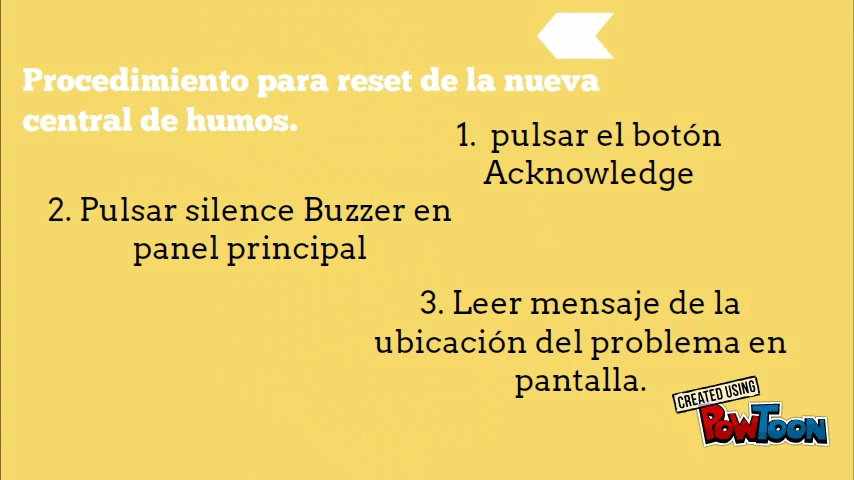 Procedimiento para reset de la nueva
central de humos.
1. pulsar el botón
Acknowledge
2. Pulsar silence Buzzer en
panel principal
3. Leer mensaje de la
ubicación del problema en
pantalla.
CREATED USING
POWTOON